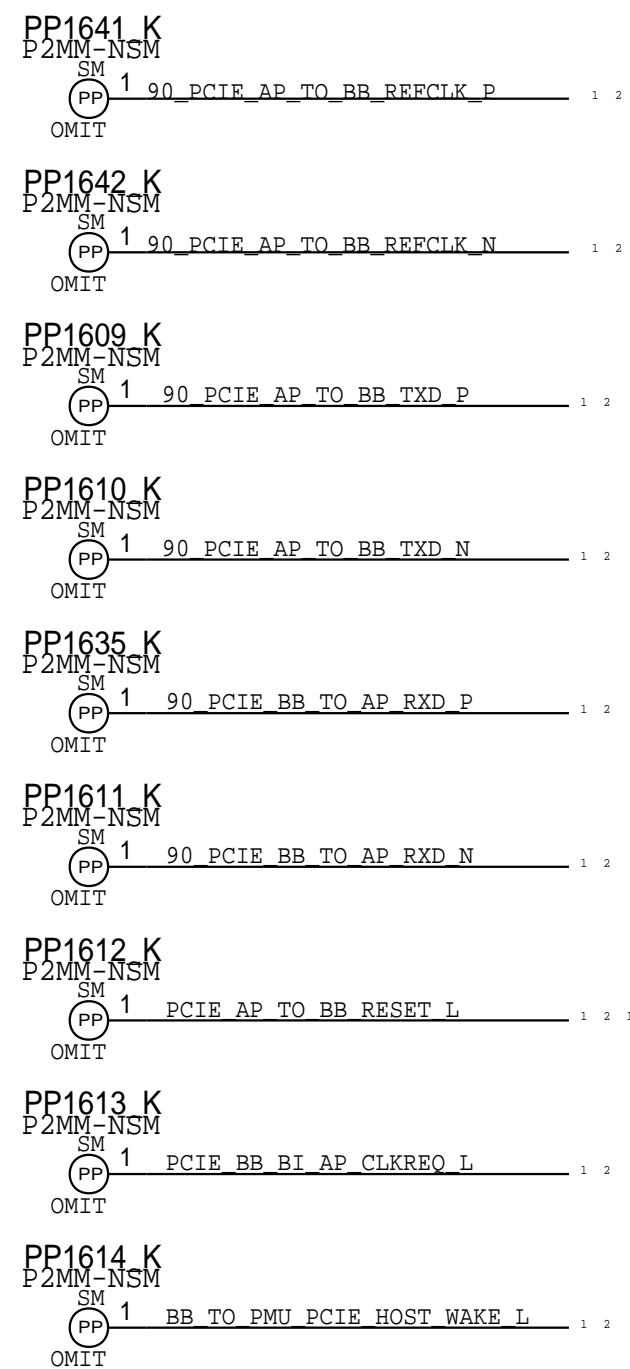 PP1641_K
P2MM-NSM
SM
PP 1 90_PCIE_AP_TO_BB_REFCLK_P 1 2
OMIT
PP1642_K
P2MM-NSM
SM
PP 1 90_PCIE_AP_TO_BB_REFCLK_N 1 2
OMIT
PP1609_K
P2MM-NSM
SM
PP 1 90_PCIE_AP_TO_BB_TXD_P 1 2
OMIT
PP1610_K
P2MM-NSM
SM
PP 1 90_PCIE_AP_TO_BB_TXD_N 1 2
OMIT
PP1635_K
P2MM-NSM
SM
PP 1 90_PCIE_BB_TO_AP_RXD_P 1 2
OMIT
PP1611_K
P2MM-NSM
SM
PP 1 90_PCIE_BB_TO_AP_RXD_N 1 2
OMIT
PP1612_K
P2MM-NSM
SM
PP 1 PCIE_AP_TO_BB_RESET_L 1 2 1
OMIT
PP1613_K
P2MM-NSM
SM
PP 1 PCIE_BB_BI_AP_CLKREQ_L 1 2
OMIT
PP1614_K
P2MM-NSM
SM
PP 1 BB_TO_PMU_PCIE_HOST_WAKE_L 1 2
OMIT